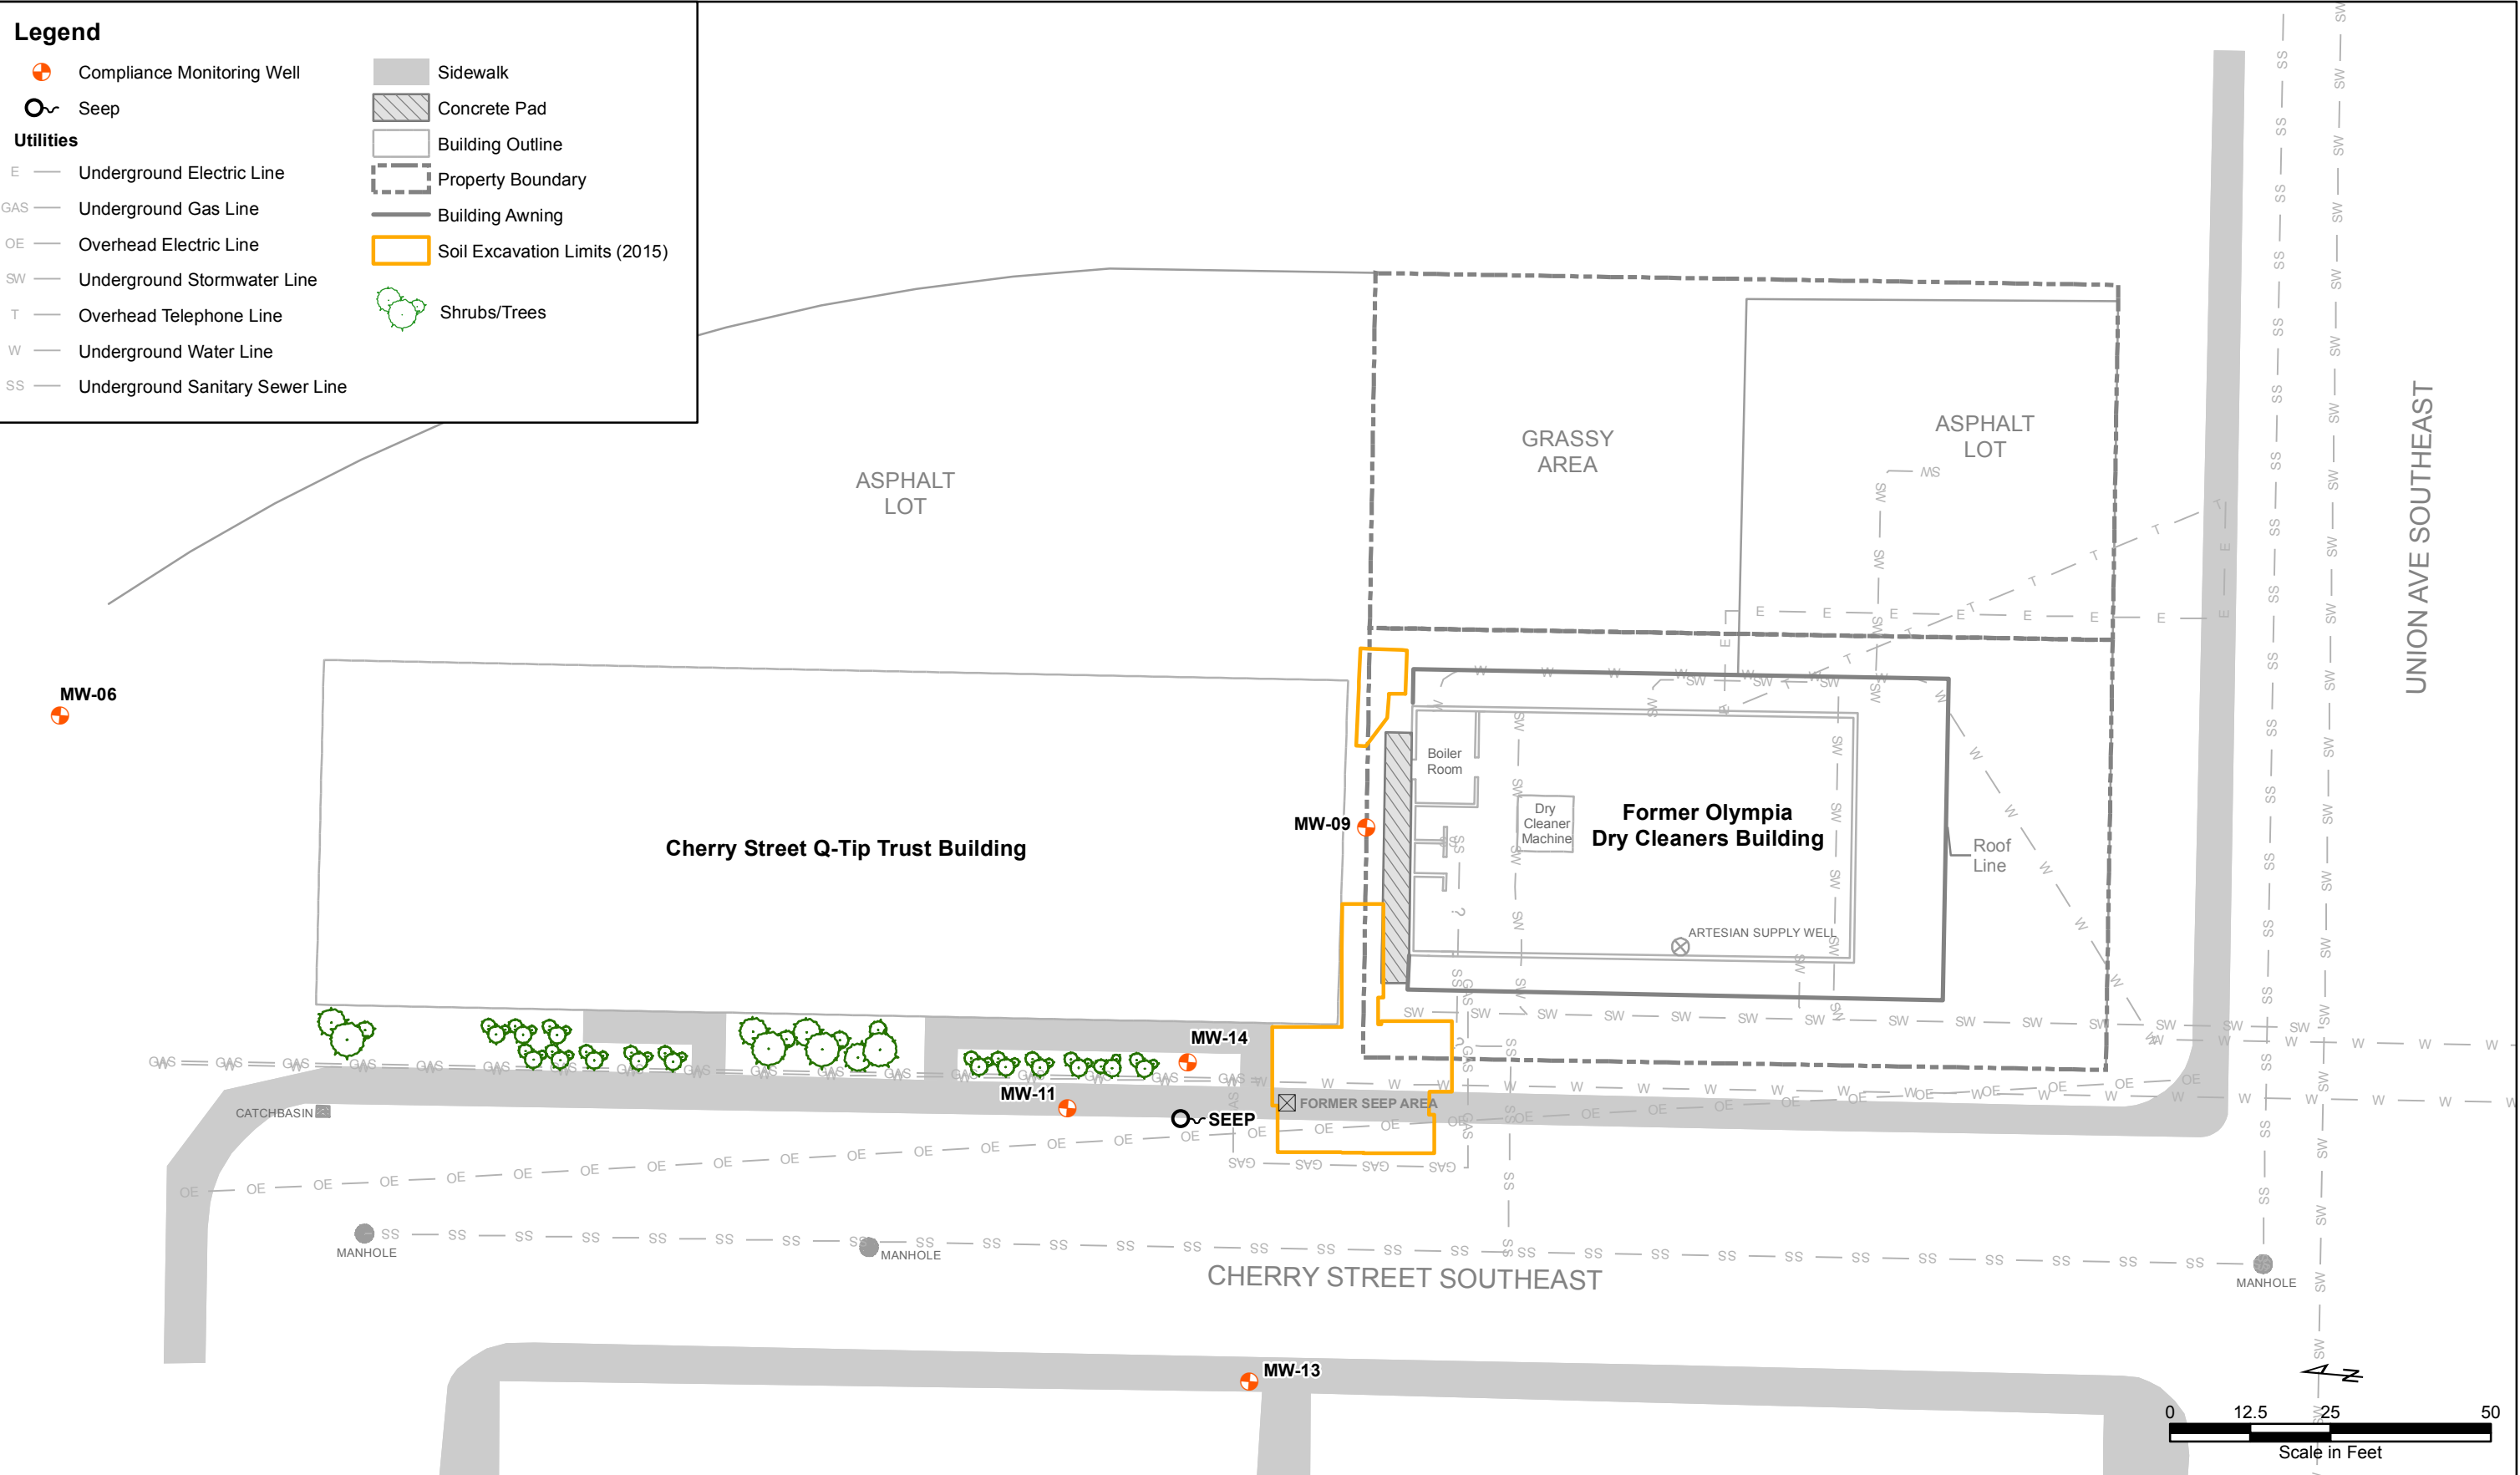 Legend
Compliance Monitoring Well
Seep
Utilities
E
Underground Electric Line
GAS
Underground Gas Line
OE
Overhead Electric Line
SW
Underground Stormwater Line
T
Overhead Telephone Line
W
Underground Water Line
SS
Underground Sanitary Sewer Line
Sidewalk
Concrete Pad
Building Outline
Property Boundary
Building Awning
Soil Excavation Limits (2015)
Shrubs/Trees
ASPHALT
LOT
GRASSY
AREA
ASPHALT
LOT
UNION AVE SOUTHEAST
MW-06
MW-09
Cherry Street Q-Tip Trust Building
Boiler
Room
Dry
Cleaner
Machine
Former Olympia
Dry Cleaners Building
Roof
Line
ARTESIAN SUPPLY WELL
MW-14
MW-11
SEEP
FORMER SEEP AREA
CATCHBASIN
MANHOLE
MANHOLE
MANHOLE
CHERRY STREET SOUTHEAST
MW-13
N
0 12.5 25 50
Scale in Feet